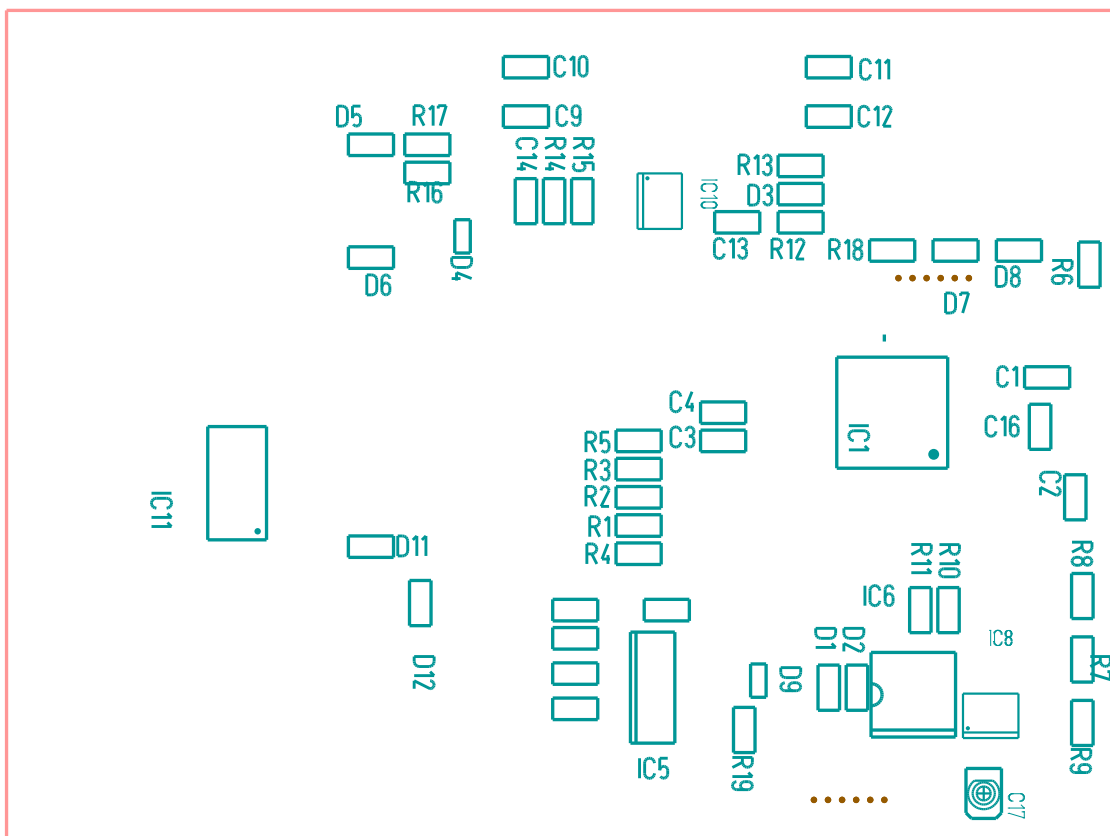 C10
C11
C9
C12
D5
R17
C14
R14
R15
R13
IC10
D3
R16
C13
R12
R18
D8
R6
D4
D6
D7
C1
C4
C16
IC1
C3
R5
R3
C2
R2
IC11
R1
D11
R4
R11
R10
R8
IC6
IC8
D1
D2
D12
D9
R7
IC5
R19
R9
C17